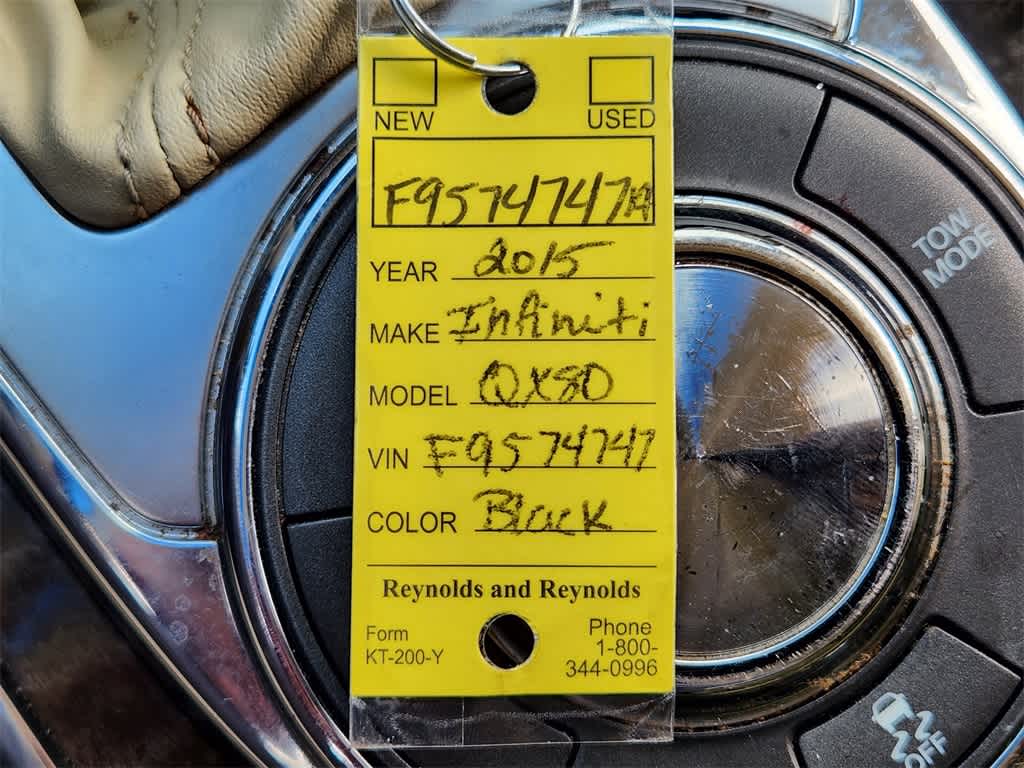 NEW USED
F9574747A
YEAR 2015
MAKE Infiniti
MODEL QX80
VIN F9574747
COLOR Black
Reynolds and Reynolds
Form
KT-200-Y
Phone
1-800-
344-0996
TOW
MODE
OFF